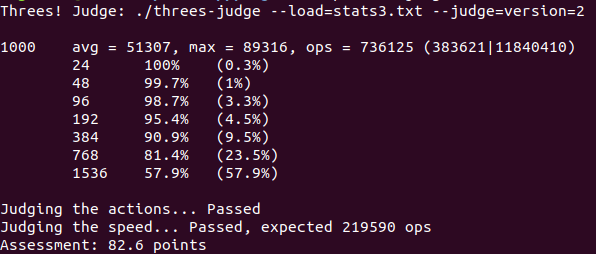 Threes! Judge: ./threes-judge --load=stats3.txt --judge=version=2
1000 avg = 51307, max = 89316, ops = 736125 (383621|11840410)
24 100% (0.3%)
48 99.7% (1%)
96 98.7% (3.3%)
192 95.4% (4.5%)
384 90.9% (9.5%)
768 81.4% (23.5%)
1536 57.9% (57.9%)
Judging the actions... Passed
Judging the speed... Passed, expected 219590 ops
Assessment: 82.6 points